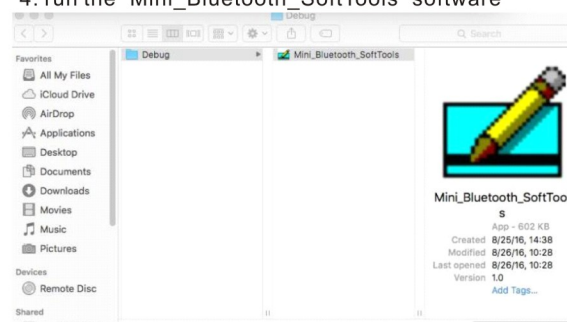 4. run the "Mini_Bluetooth_SoftTools" software
Debug
Search
Favorites
All My Files
iCloud Drive
AirDrop
Applications
Desktop
Documents
Downloads
Movies
Music
Pictures
Devices
Remote Disc
Shared
Debug
Mini_Bluetooth_SoftTools
Mini_Bluetooth_SoftToo
s
App - 602 KB
Created 8/25/16, 14:38
Modified 8/26/16, 10:28
Last opened 8/26/16, 10:28
Version 1.0
Add Tags...